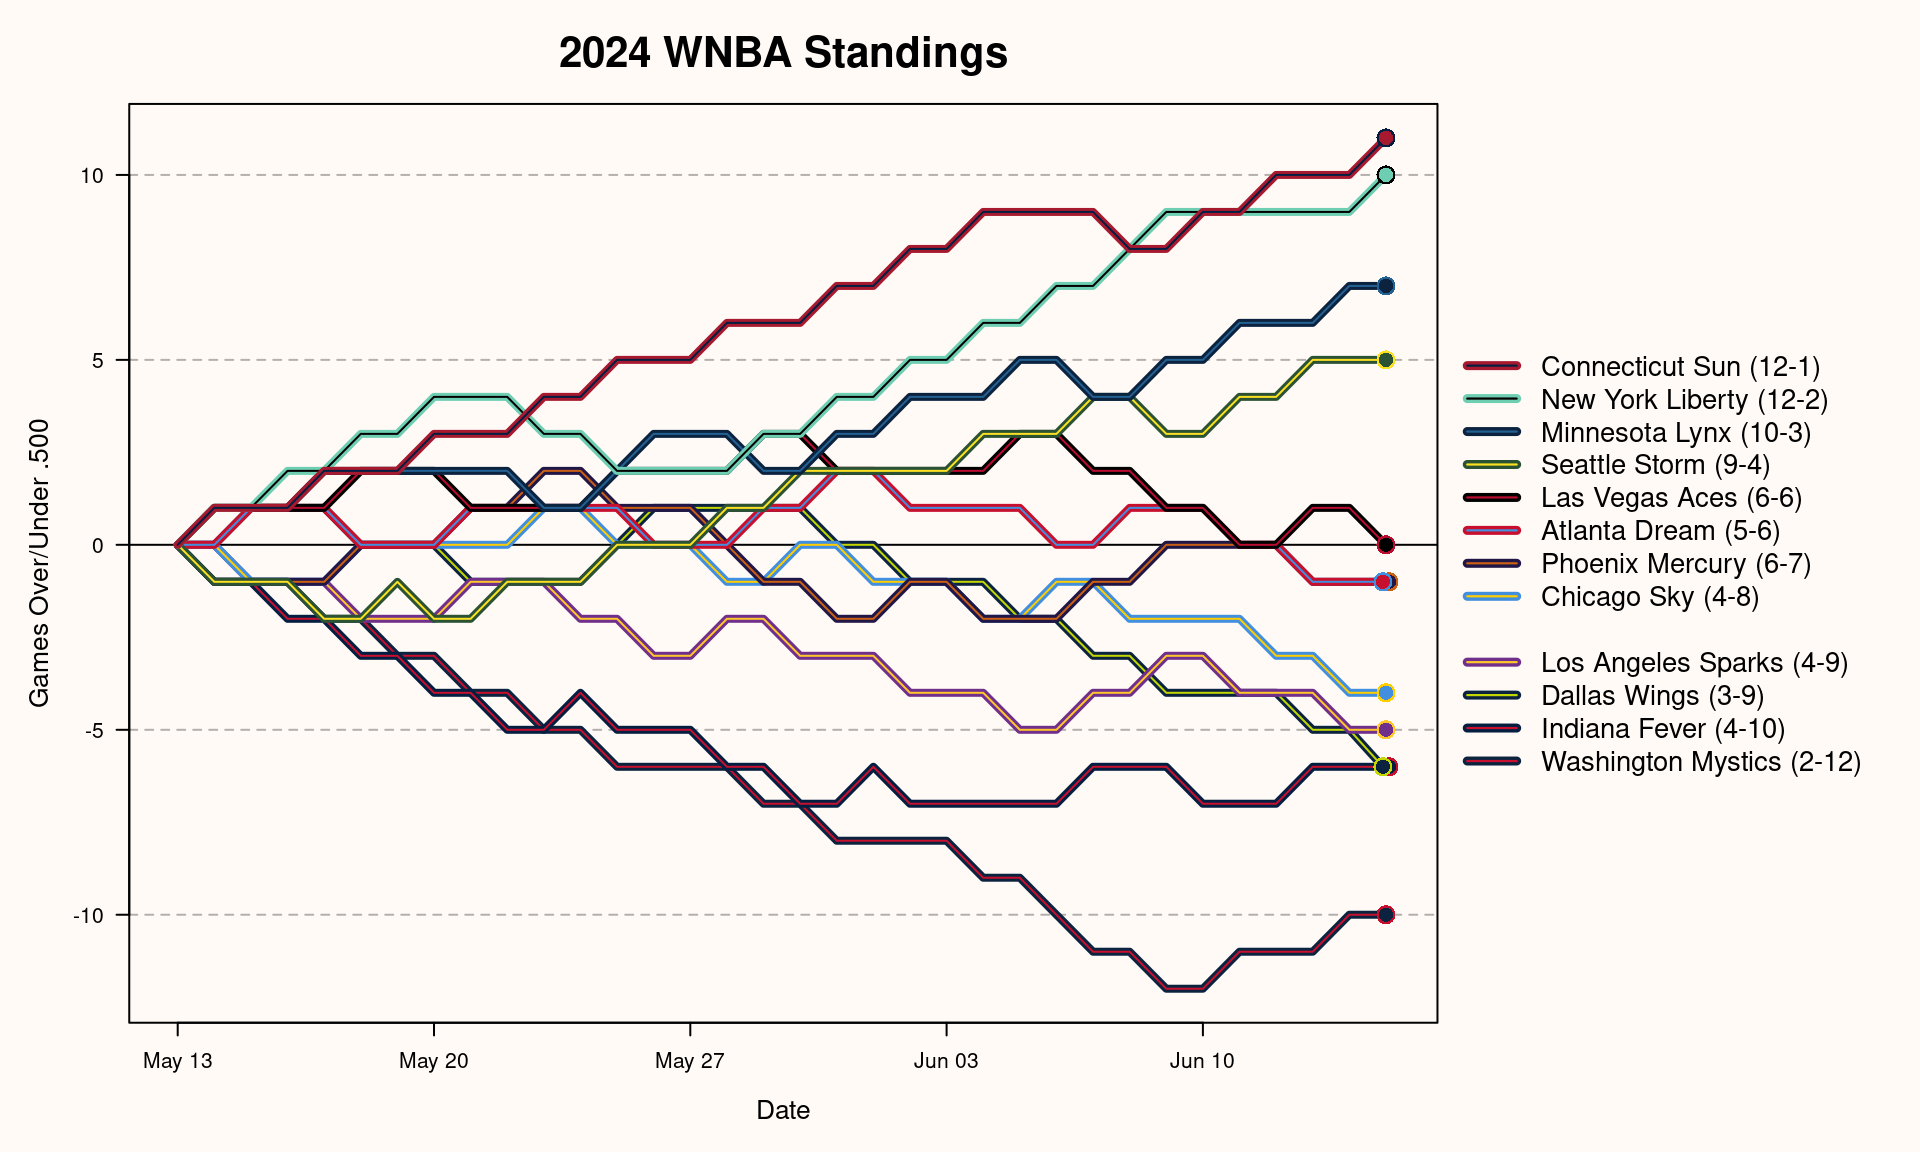 2024 WNBA Standings
Games Over/Under .500
10
5
0
-5
-10
May 13
May 20
May 27
Jun 03
Jun 10
Date
Connecticut Sun (12-1)
New York Liberty (12-2)
Minnesota Lynx (10-3)
Seattle Storm (9-4)
Las Vegas Aces (6-6)
Atlanta Dream (5-6)
Phoenix Mercury (6-7)
Chicago Sky (4-8)
Los Angeles Sparks (4-9)
Dallas Wings (3-9)
Indiana Fever (4-10)
Washington Mystics (2-12)